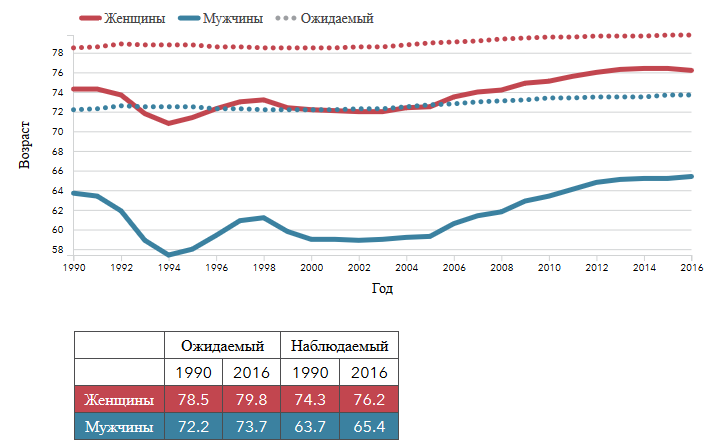 Женщины Мужчины Ожидаемый
78
76
74
72
70
68
66
64
62
60
58
Возраст
1990 1992 1994 1996 1998 2000 2002 2004 2006 2008 2010 2012 2014 2016
Год
Ожидаемый Наблюдаемый
1990 2016 1990 2016
Женщины 78.5 79.8 74.3 76.2
Мужчины 72.2 73.7 63.7 65.4